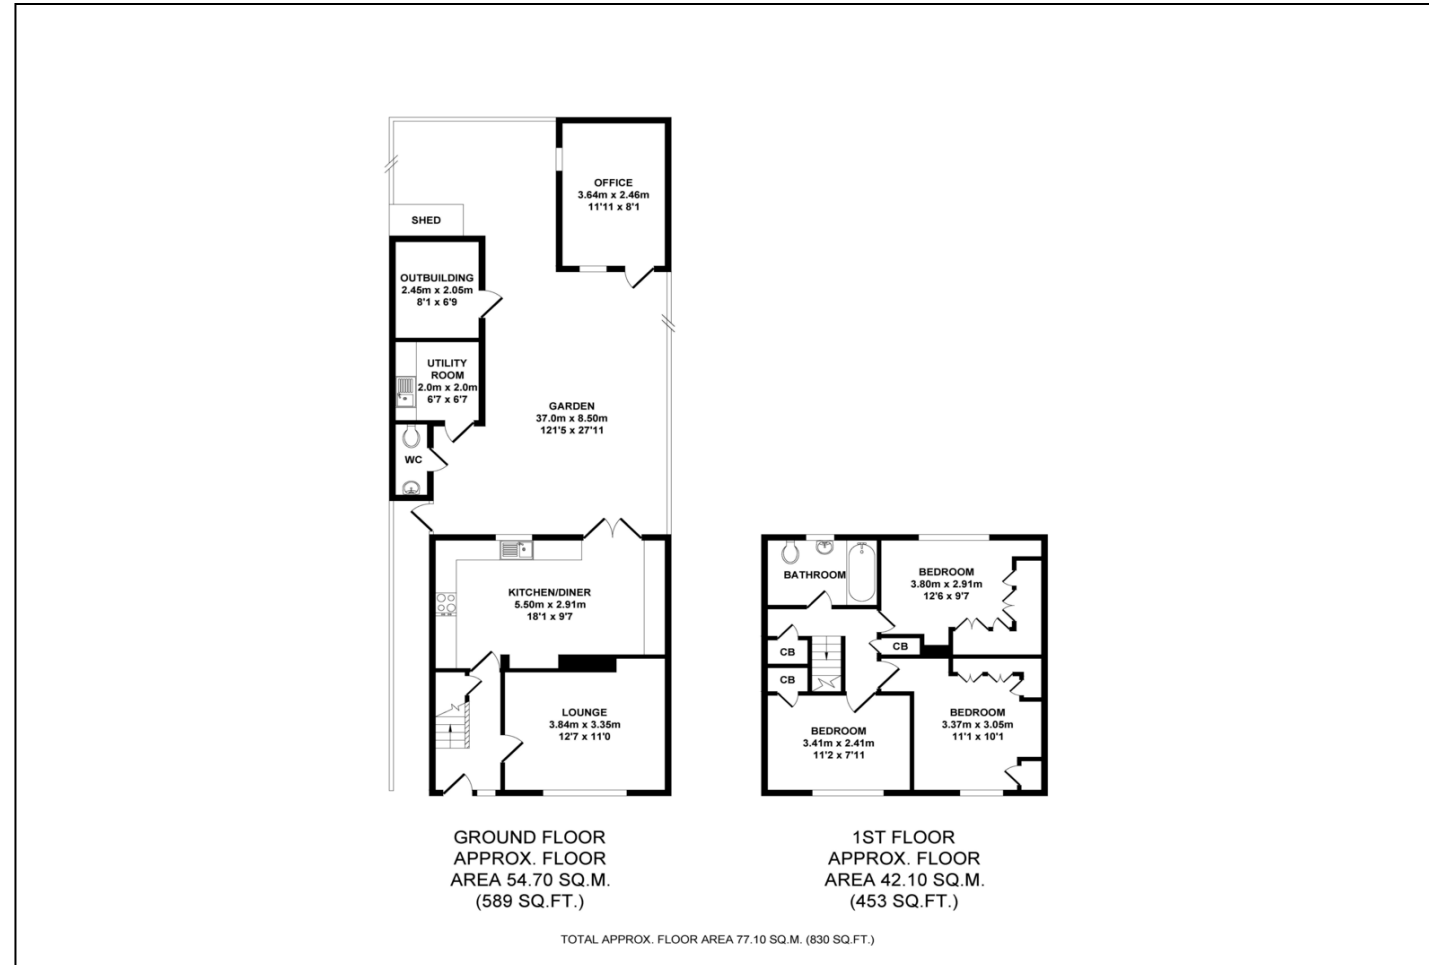 OFFICE
3.64m x 2.46m
11'11 x 8'1
SHED
OUTBUILDING
2.45m x 2.05m
8'1 x 6'9
UTILITY
ROOM
2.0m x 2.0m
6'7 x 6'7
GARDEN
37.0m x 8.50m
121'5 x 27'11
WC
KITCHEN/DINER
5.50m x 2.91m
18'1 x 9'7
LOUNGE
3.84m x 3.35m
12'7 x 11'0
BATHROOM
BEDROOM
3.80m x 2.91m
12'6 x 9'7
CB
CB
CB
BEDROOM
3.41m x 2.41m
11'2 x 7'11
BEDROOM
3.37m x 3.05m
11'1 x 10'1
GROUND FLOOR
APPROX. FLOOR
AREA 54.70 SQ.M.
(589 SQ.FT.)
1ST FLOOR
APPROX. FLOOR
AREA 42.10 SQ.M.
(453 SQ.FT.)
TOTAL APPROX. FLOOR AREA 77.10 SQ.M. (830 SQ.FT.)